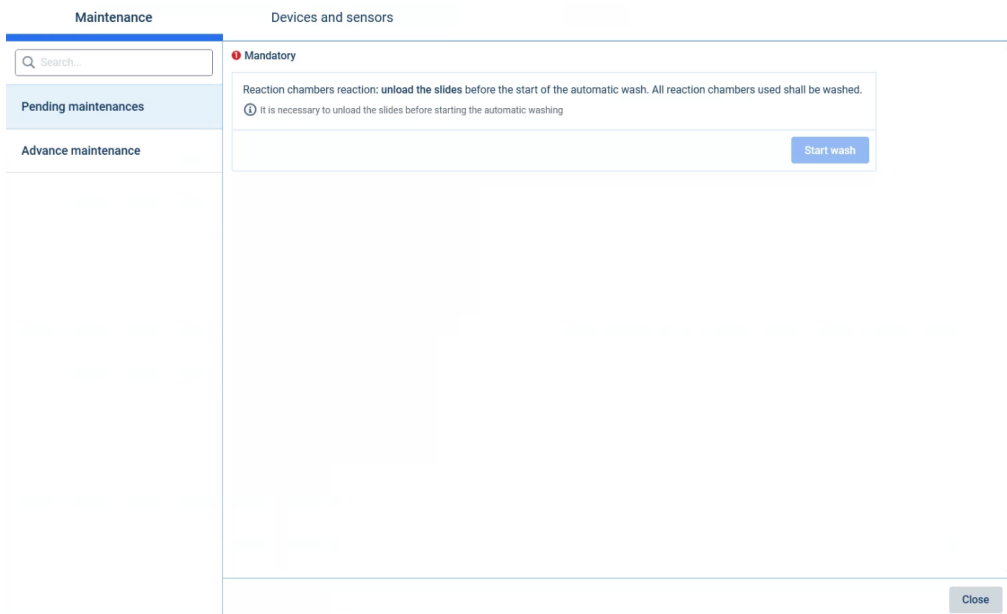 Maintenance
Devices and sensors
Search...
Pending maintenances
Advance maintenance
! Mandatory
Reaction chambers reaction: unload the slides before the start of the automatic wash. All reaction chambers used shall be washed.
It is necessary to unload the slides before starting the automatic washing
Start wash
Close